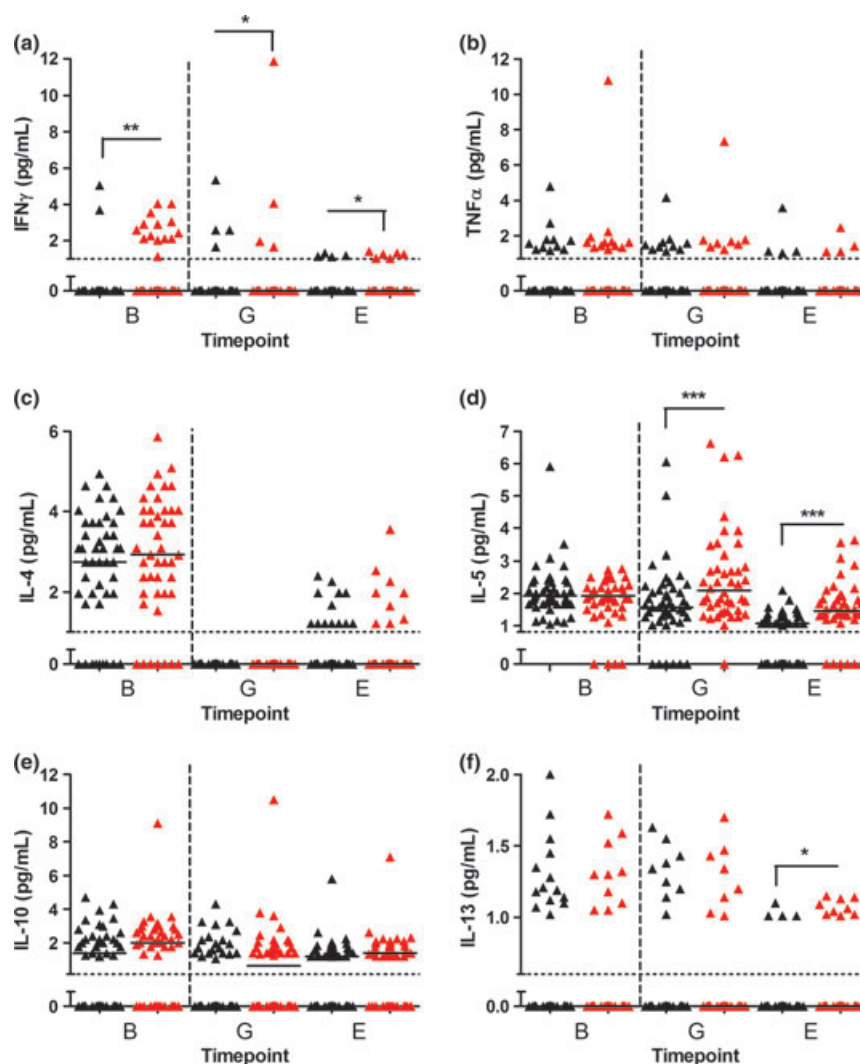 (a)
**
*
*
12
10
8
6
4
2
0
IFNγ (pg/mL)
B G E
Timepoint
(b)
12
10
8
6
4
2
0
TNFα (pg/mL)
B G E
Timepoint
(c)
6
4
2
0
IL-4 (pg/mL)
B G E
Timepoint
(d)
***
***
7
6
5
4
3
2
1
0
IL-5 (pg/mL)
B G E
Timepoint
(e)
12
10
8
6
4
2
0
IL-10 (pg/mL)
B G E
Timepoint
(f)
*
2.0
1.5
1.0
0.0
IL-13 (pg/mL)
B G E
Timepoint